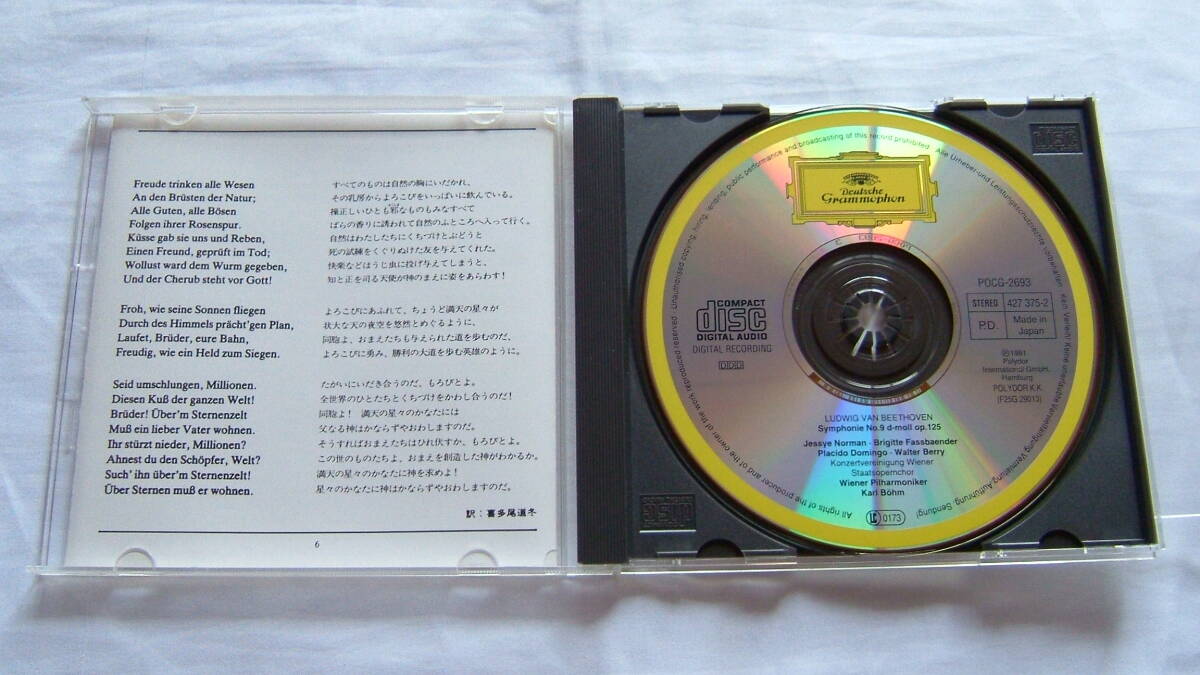 Freude trinken alle Wesen
An den Brüsten der Natur;
Alle Guten, alle Bösen
Folgen ihrer Rosenspur.
Küsse gab sie uns und Reben,
Einen Freund, geprüft im Tod;
Wollust ward dem Wurm gegeben,
Und der Cherub steht vor Gott!
Froh, wie seine Sonnen fliegen
Durch des Himmels prächt'gen Plan,
Laufet, Brüder, eure Bahn,
Freudig, wie ein Held zum Siegen.
Seid umschlungen, Millionen.
Diesen Kuß der ganzen Welt!
Brüder! Über'm Sternenzelt
Muß ein lieber Vater wohnen.
Ihr stürzt nieder, Millionen?
Ahnest du den Schöpfer, Welt?
Such' ihn über'm Sternenzelt!
Über Sternen muß er wohnen.
すべてのものは自然の胸にいだかれ、
その乳房からよろこびをいっぱいに飲んでいる。
操正しいひとも邪なものもみなすべて
ばらの香りに誘われて自然のふところへ入って行く。
自然はわたしたちにくちづけとぶどうと
死の試練をくぐりぬけた友を与えてくれた。
快楽などはうじ虫に投げ与えてしまうと、
知と正を司る天使が神のまえに姿をあらわす!
よろこびにあふれて、ちょうど満天の星々が
壮大な天の夜空を悠然とめぐるように、
同胞よ、おまえたちも与えられた道を歩むのだ、
よろこびに勇み、勝利の大道を歩む英雄のように。
たがいにいだき合うのだ、もろびとよ。
全世界のひとたちとくちづけをかわし合うのだ!
同胞よ! 満天の星々のかなたには
父なる神はかならずやおわしますのだ。
そうすればおまえたちはひれ伏すか、もろびとよ。
この世のものたちよ、おまえを創造した神がわかるか。
満天の星々のかなたに神を求めよ!
星々のかなたに神はかならずやおわしますのだ。
訳:喜多尾道冬
6
Deutsche
Grammophon
POCG-2693
STEREO 427 375-2
P.D. Made in
Japan
COMPACT
disc
DIGITAL AUDIO
DIGITAL RECORDING
DDD
℗1981
Polydor
International GmbH,
Hamburg
POLYDOR K.K.
(F25G 29013)
LUDWIG VAN BEETHOVEN
Symphonie No.9 d-moll op.125
Jessye Norman · Brigitte Fassbaender
Placido Domingo · Walter Berry
Konzertvereinigung Wiener
Staatsopernchor
Wiener Philharmoniker
Karl Böhm
LC 0173
All rights of the producer and of the owner of the work reproduced reserved. Unauthorised copying, hiring, lending, public performance and broadcasting of this record prohibited.